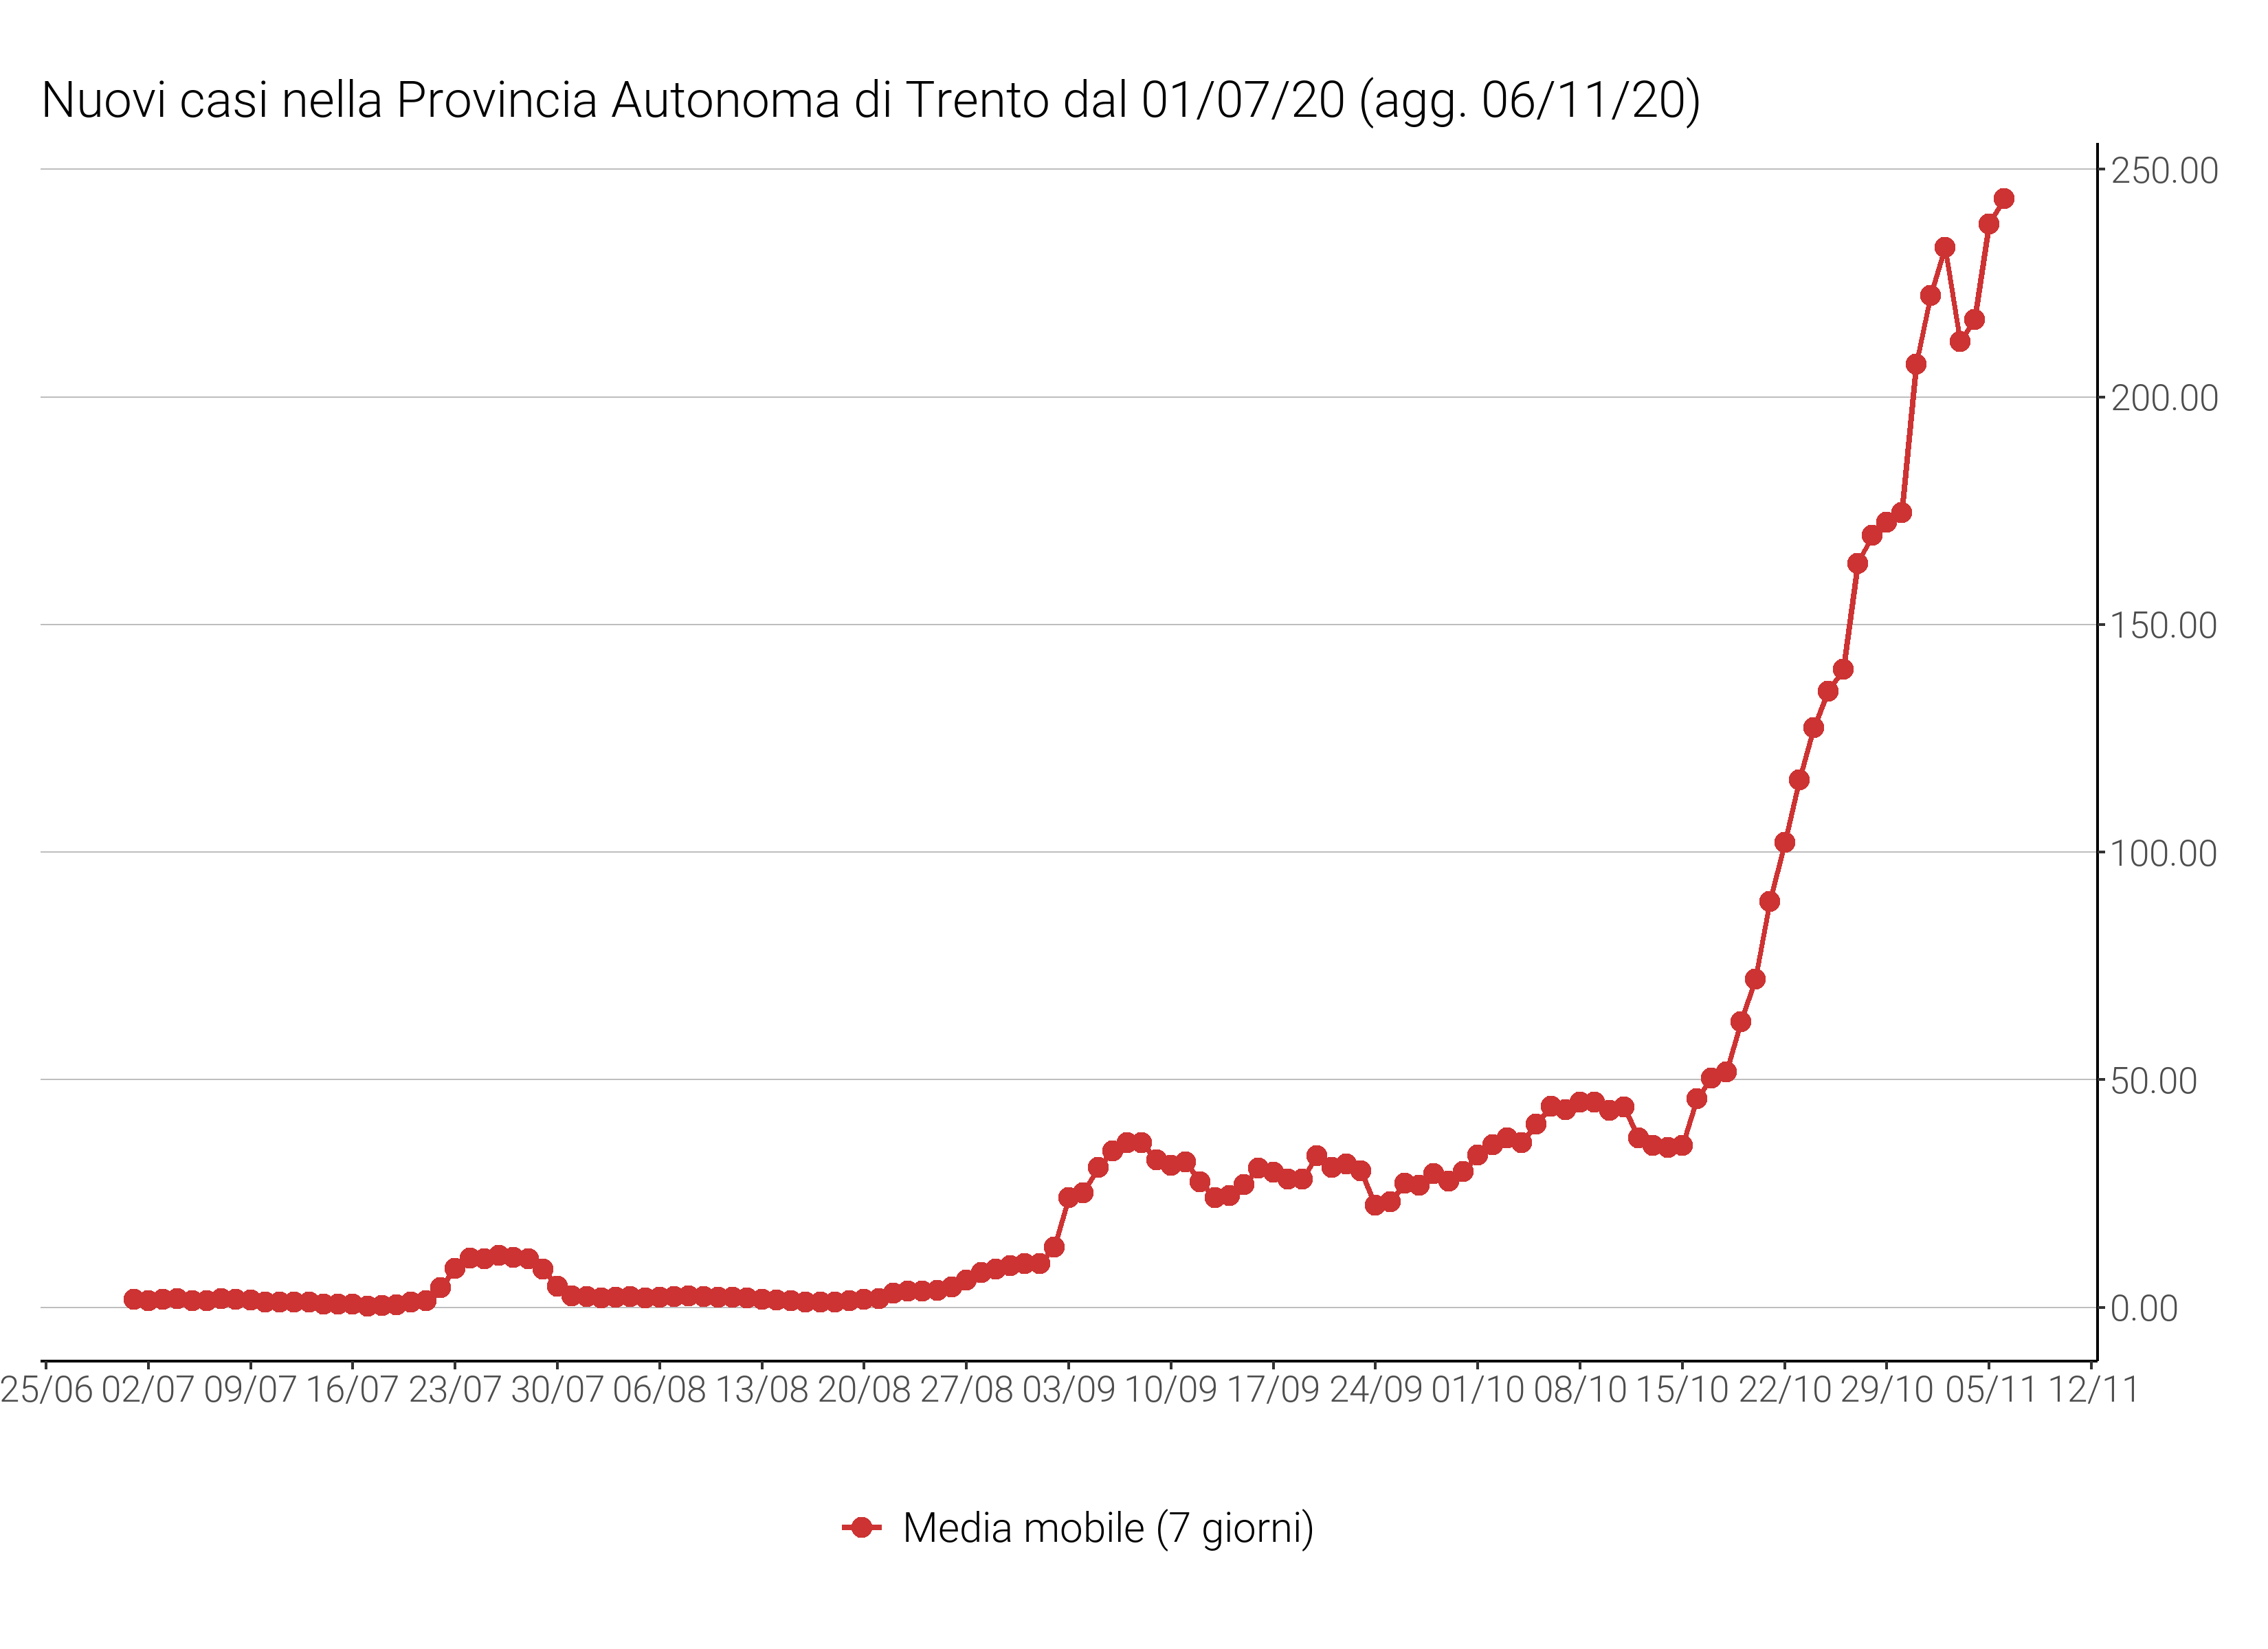 Nuovi casi nella Provincia Autonoma di Trento dal 01/07/20 (agg. 06/11/20)
250.00
200.00
150.00
100.00
50.00
0.00
25/06 02/07 09/07 16/07 23/07 30/07 06/08 13/08 20/08 27/08 03/09 10/09 17/09 24/09 01/10 08/10 15/10 22/10 29/10 05/11 12/11
Media mobile (7 giorni)